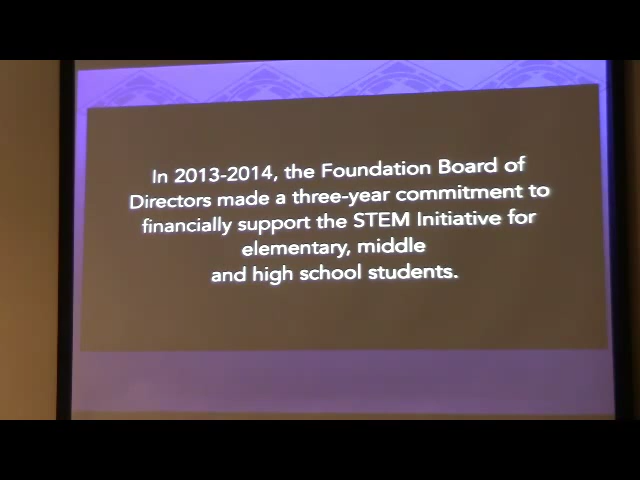 In 2013-2014, the Foundation Board of
Directors made a three-year commitment to
financially support the STEM Initiative for
elementary, middle
and high school students.